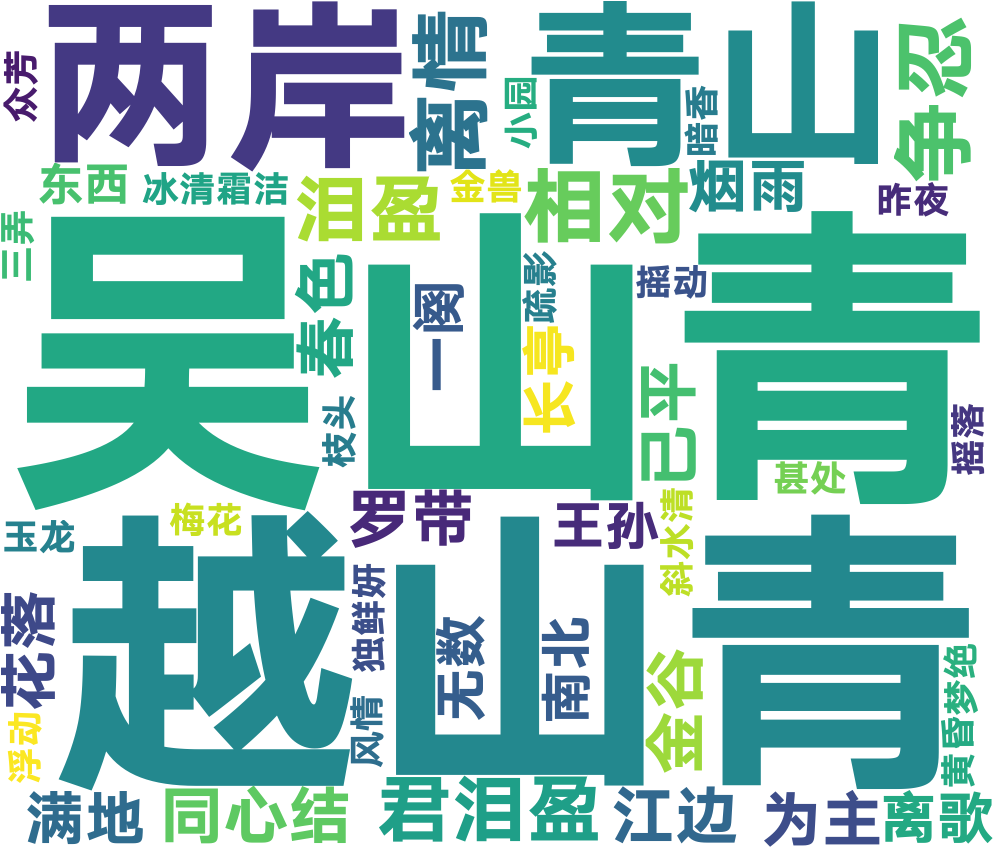 两岸
离情
青山
争忍
众芳
小园
暗香
东西
冰清霜洁
泪盈
金兽
相对
烟雨
昨夜
三弄
吴山青
春色
一阕
疏影
摇动
长亭
已平
枝头
摇落
甚处
梅花
罗带
王孙
斜水清
玉龙
越山青
独鲜妍
无数
南北
花落
金谷
黄昏梦绝
风情
浮动
满地
同心结
君泪盈
江边
为主
离歌